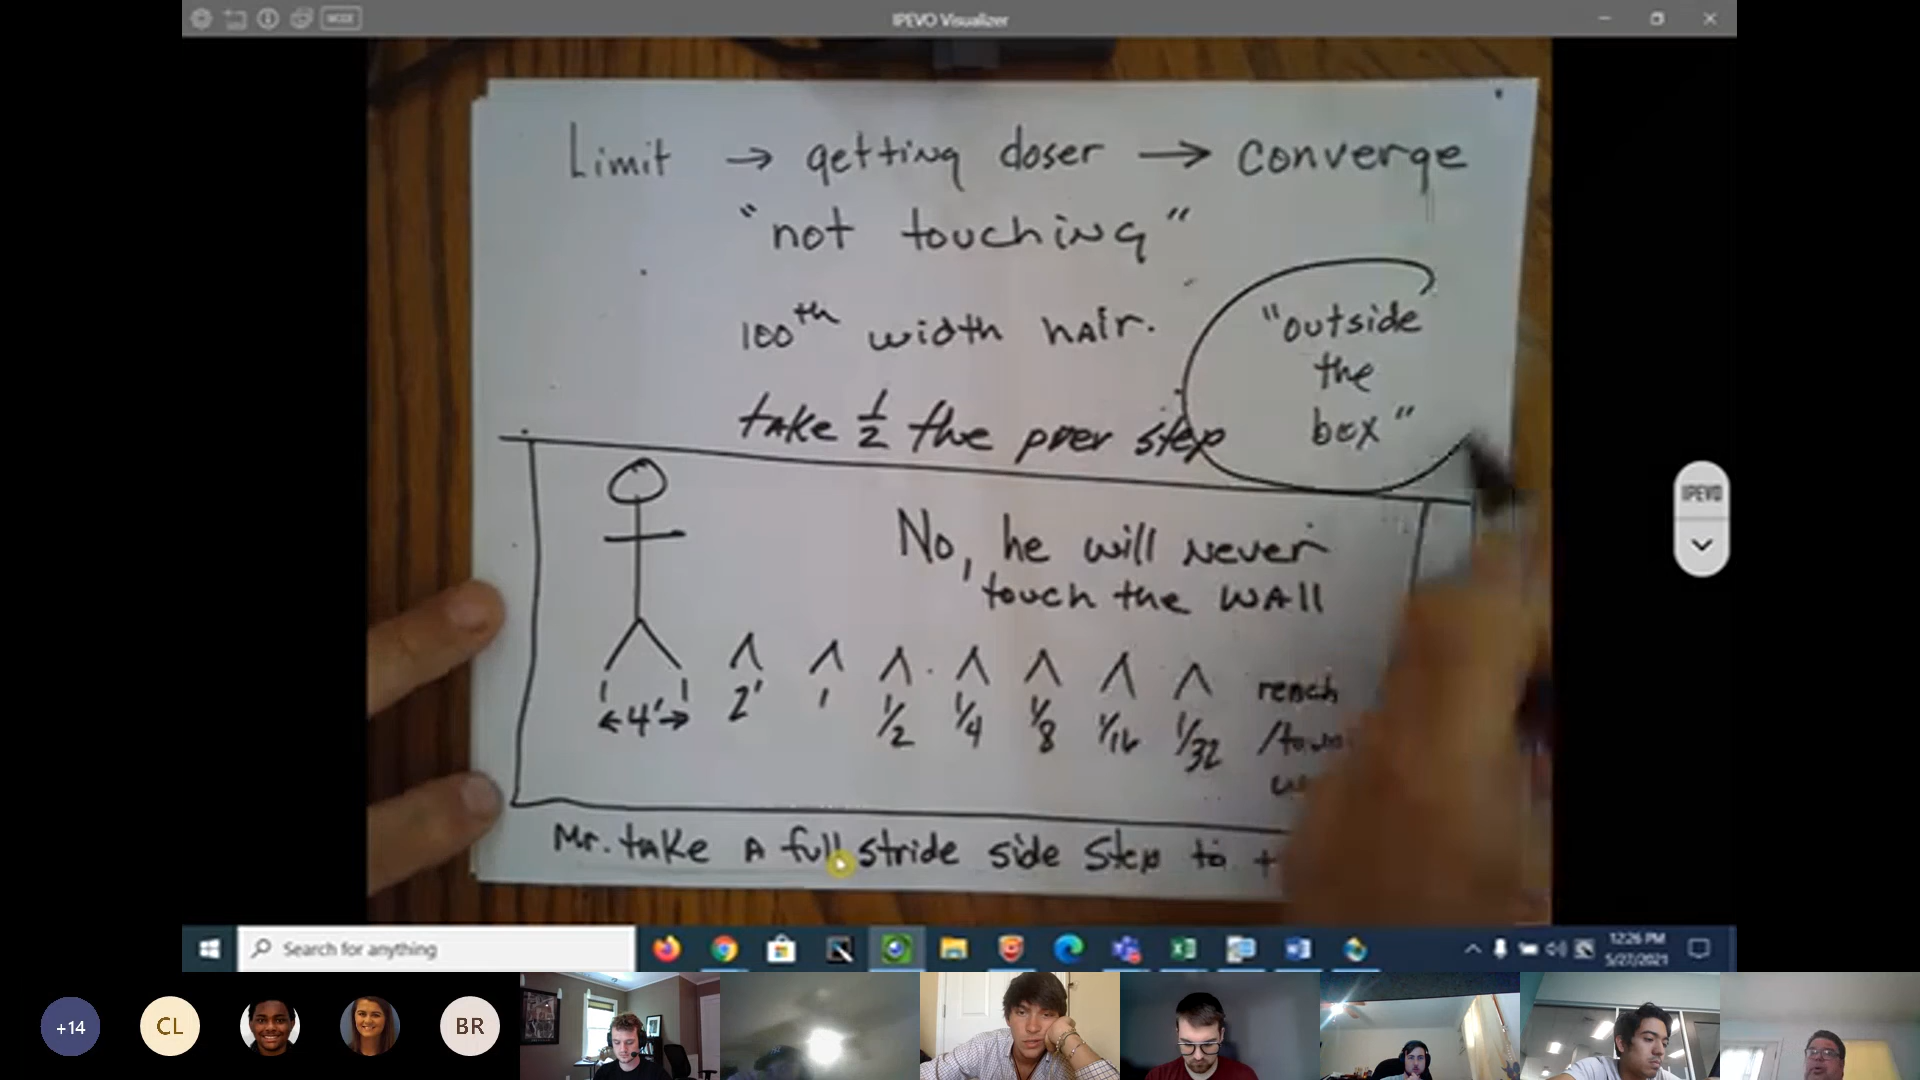 MODE
IPEVO Visualizer
Limit → getting closer → converge
"not touching"
100th width hair.
"outside
the
box"
take 1/2 the prev step
No, he will never
touch the wall
←4'→ 2' 1 1/2 1/4 1/8 1/16 1/32 reach
Mr. take A full stride side step to
IPEVO
Search for anything
12:26 PM
5/27/2021
+14
CL
BR